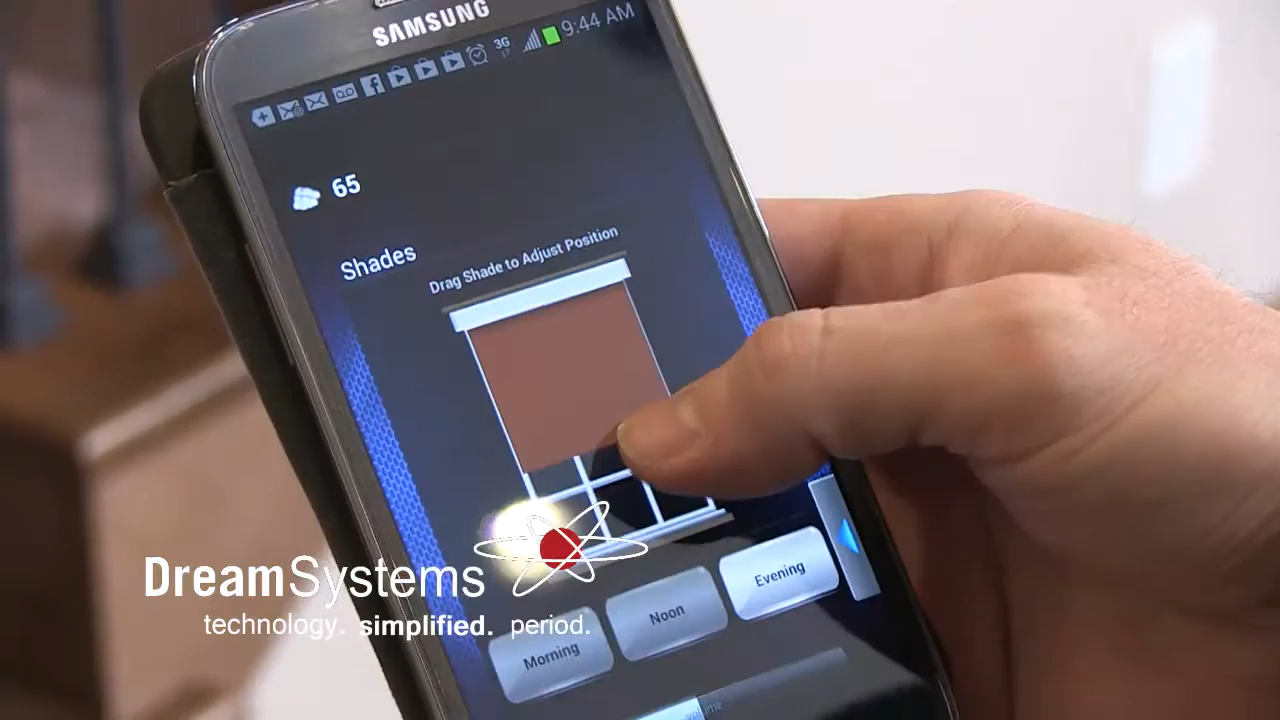 SAMSUNG
3G 9:44 AM
65
Shades
Drag Shade to Adjust Position
Evening
Noon
Morning
DreamSystems
technology. simplified. period.